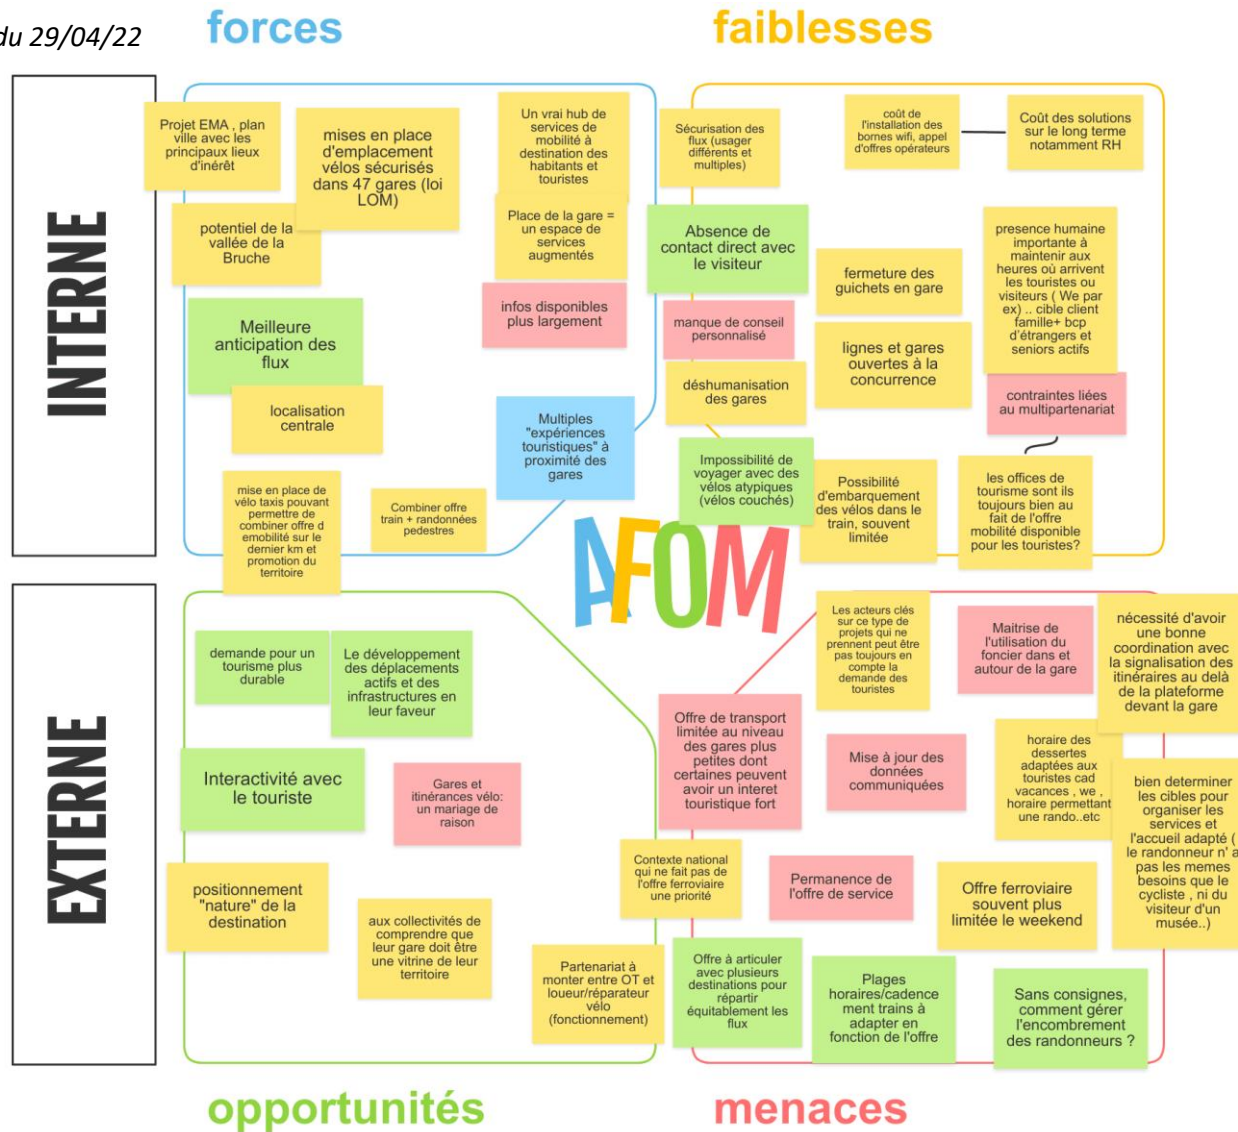 du 29/04/22
forces
faiblesses
INTERNE
Projet EMA , plan
ville avec les
principaux lieux
d'inérêt
mises en place
d'emplacement
vélos sécurisés
dans 47 gares (loi
LOM)
Un vrai hub de
services de
mobilité à
destination des
habitants et
touristes
potentiel de la
vallée de la
Bruche
Place de la gare =
un espace de
services
augmentés
Meilleure
anticipation des
flux
infos disponibles
plus largement
localisation
centrale
Multiples
"expériences
touristiques" à
proximité des
gares
mise en place de
vélo taxis pouvant
permettre de
combiner offre d
emobilité sur le
dernier km et
promotion du
territoire
Combiner offre
train + randonnées
pedestres
Sécurisation des
flux (usager
différents et
multiples)
coût de
l'installation des
bornes wifi, appel
d'offres opérateurs
Coût des solutions
sur le long terme
notamment RH
Absence de
contact direct avec
le visiteur
fermeture des
guichets en gare
presence humaine
importante à
maintenir aux
heures où arrivent
les touristes ou
visiteurs ( We par
ex) .. cible client
famille+ bcp
d'étrangers et
seniors actifs
manque de conseil
personnalisé
lignes et gares
ouvertes à la
concurrence
déshumanisation
des gares
contraintes liées
au multipartenariat
Impossibilité de
voyager avec des
vélos atypiques
(vélos couchés)
Possibilité
d'embarquement
des vélos dans le
train, souvent
limitée
les offices de
tourisme sont ils
toujours bien au
fait de l'offre
mobilité disponible
pour les touristes?
AFOM
EXTERNE
demande pour un
tourisme plus
durable
Le développement
des déplacements
actifs et des
infrastructures en
leur faveur
Interactivité avec
le touriste
Gares et
itinérances vélo:
un mariage de
raison
positionnement
"nature" de la
destination
aux collectivités de
comprendre que
leur gare doit être
une vitrine de leur
territoire
Partenariat à
monter entre OT et
loueur/réparateur
vélo
(fonctionnement)
Les acteurs clés
sur ce type de
projets qui ne
prennent peut être
pas toujours en
compte la
demande des
touristes
Maitrise de
l'utilisation du
foncier dans et
autour de la gare
nécessité d'avoir
une bonne
coordination avec
la signalisation des
itinéraires au delà
de la plateforme
devant la gare
Offre de transport
limitée au niveau
des gares plus
petites dont
certaines peuvent
avoir un interet
touristique fort
Mise à jour des
données
communiquées
horaire des
dessertes
adaptées aux
touristes cad
vacances , we ,
horaire permettant
une rando..etc
bien determiner
les cibles pour
organiser les
services et
l'accueil adapté (
le randonneur n' a
pas les memes
besoins que le
cycliste , ni du
visiteur d'un
musée..)
Contexte national
qui ne fait pas de
l'offre ferroviaire
une priorité
Permanence de
l'offre de service
Offre ferroviaire
souvent plus
limitée le weekend
Offre à articuler
avec plusieurs
destinations pour
répartir
équitablement les
flux
Plages
horaires/cadence
ment trains à
adapter en
fonction de l'offre
Sans consignes,
comment gérer
l'encombrement
des randonneurs ?
opportunités
menaces